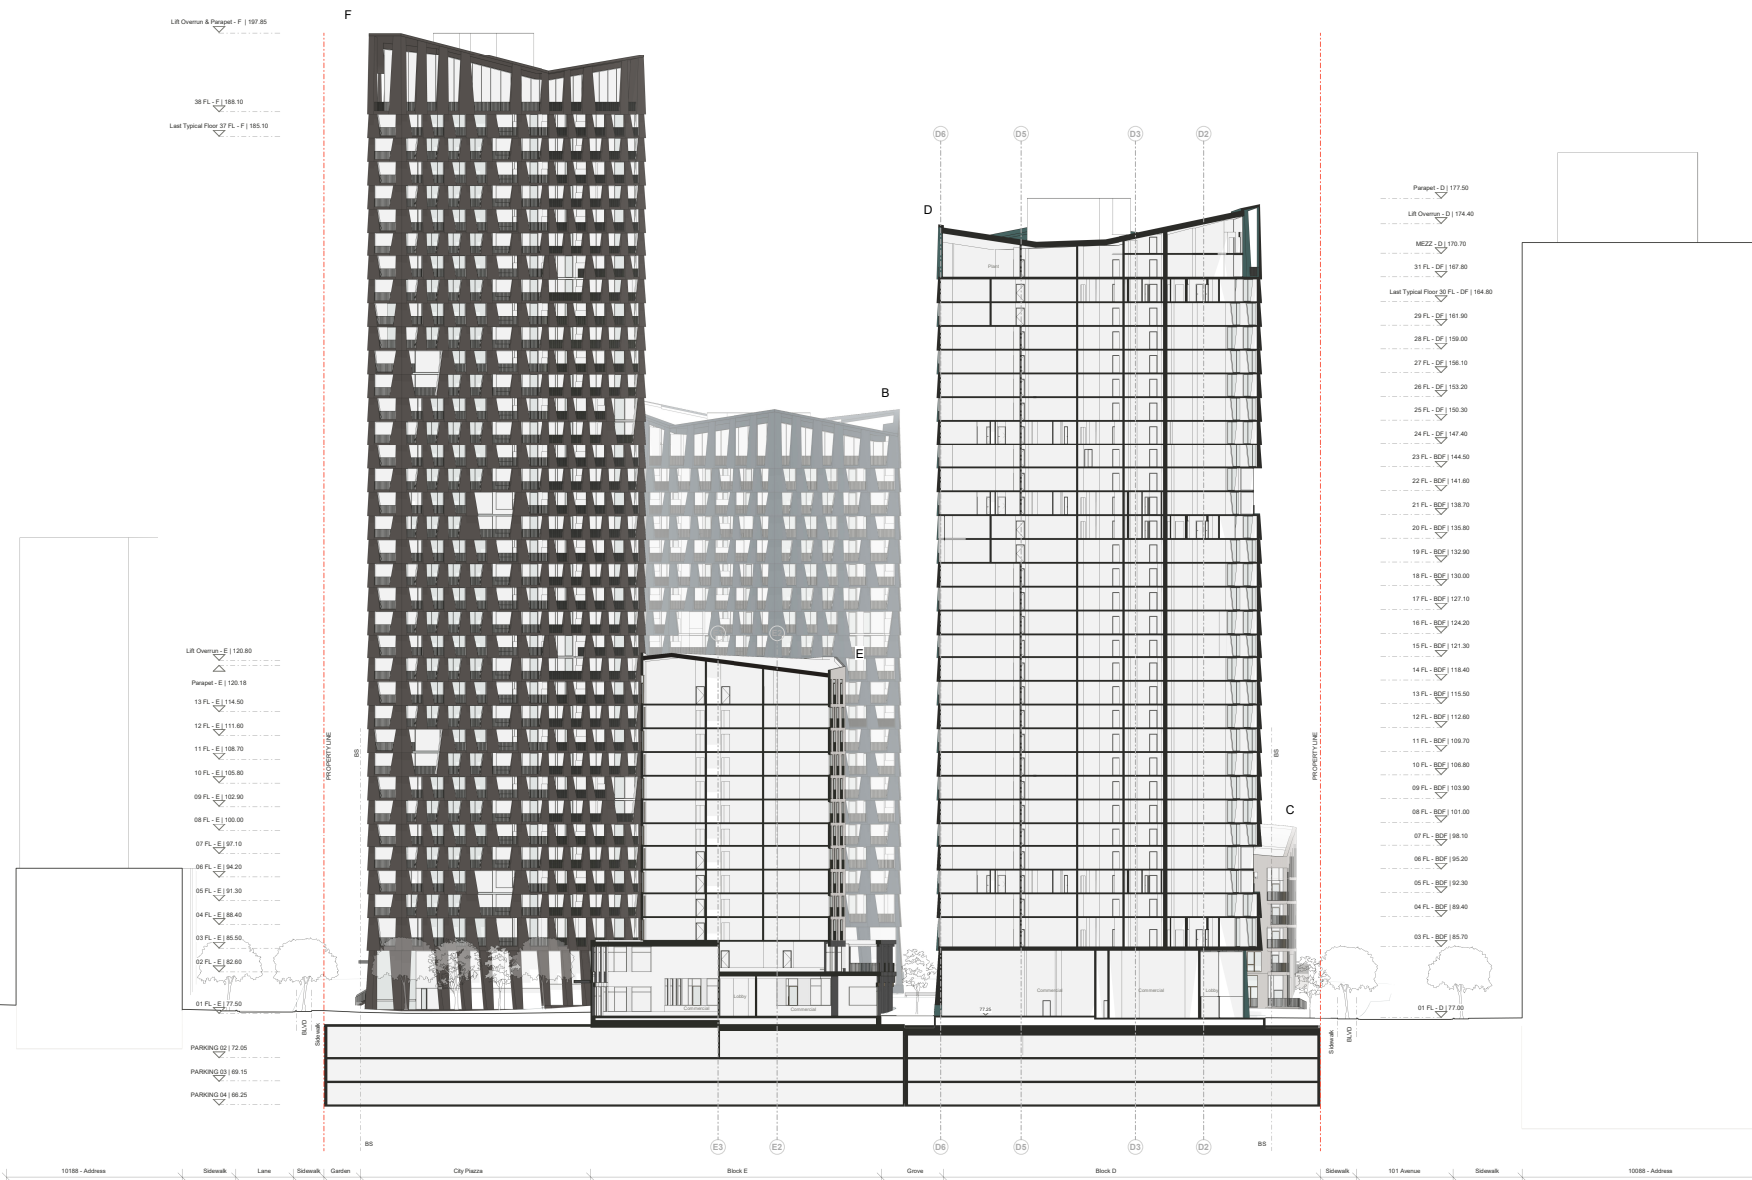 F
Lift Overrun & Parapet - F | 197.85
38 FL - F | 188.10
Last Typical Floor 37 FL - F | 185.10
D6
D5
D3
D2
D
Parapet - D | 177.50
Lift Overrun - D | 174.40
MEZZ - D | 170.70
31 FL - DF | 167.80
Last Typical Floor 30 FL - DF | 164.80
29 FL - DF | 161.90
28 FL - DF | 159.00
27 FL - DF | 156.10
26 FL - DF | 153.20
25 FL - DF | 150.30
24 FL - DF | 147.40
23 FL - BDF | 144.50
22 FL - BDF | 141.60
21 FL - BDF | 138.70
20 FL - BDF | 135.80
19 FL - BDF | 132.90
18 FL - BDF | 130.00
17 FL - BDF | 127.10
16 FL - BDF | 124.20
15 FL - BDF | 121.30
14 FL - BDF | 118.40
13 FL - BDF | 115.50
12 FL - BDF | 112.60
11 FL - BDF | 109.70
10 FL - BDF | 106.80
09 FL - BDF | 103.90
08 FL - BDF | 101.00
07 FL - BDF | 98.10
06 FL - BDF | 95.20
05 FL - BDF | 92.30
04 FL - BDF | 89.40
03 FL - BDF | 85.70
01 FL - D | 77.00
Plant
B
E
C
Lift Overrun - E | 120.80
Parapet - E | 120.18
13 FL - E | 114.50
12 FL - E | 111.60
11 FL - E | 108.70
10 FL - E | 105.80
09 FL - E | 102.90
08 FL - E | 100.00
07 FL - E | 97.10
06 FL - E | 94.20
05 FL - E | 91.30
04 FL - E | 88.40
03 FL - E | 85.50
02 FL - E | 82.60
01 FL - E | 77.50
PARKING 02 | 72.05
PARKING 03 | 69.15
PARKING 04 | 66.25
PROPERTY LINE
BS
BS
PROPERTY LINE
BLVD
Sidewalk
Sidewalk
BLVD
Commercial
Lobby
Commercial
77.25
Commercial
Commercial
Lobby
BS
E3
E2
D6
D5
D3
D2
BS
10188 - Address
Sidewalk
Lane
Sidewalk
Garden
City Piazza
Block E
Grove
Block D
Sidewalk
101 Avenue
Sidewalk
10088 - Address